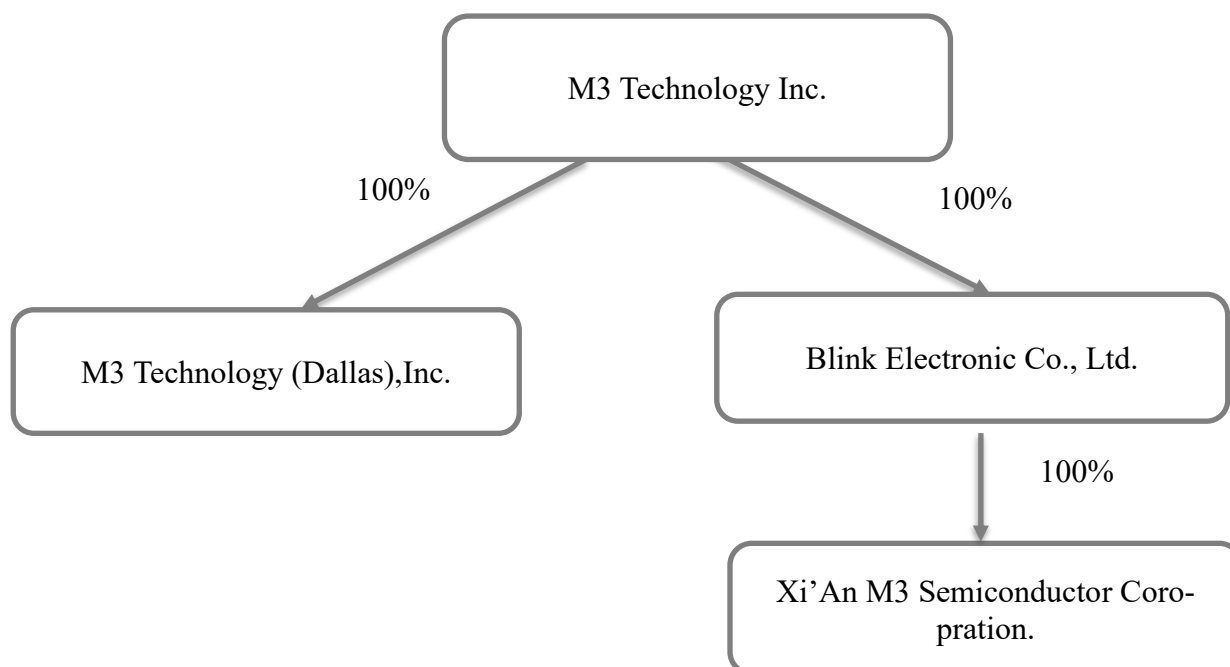 M3 Technology Inc.
100%
100%
M3 Technology (Dallas),Inc.
Blink Electronic Co., Ltd.
100%
Xi’An M3 Semiconductor Coro-
pration.